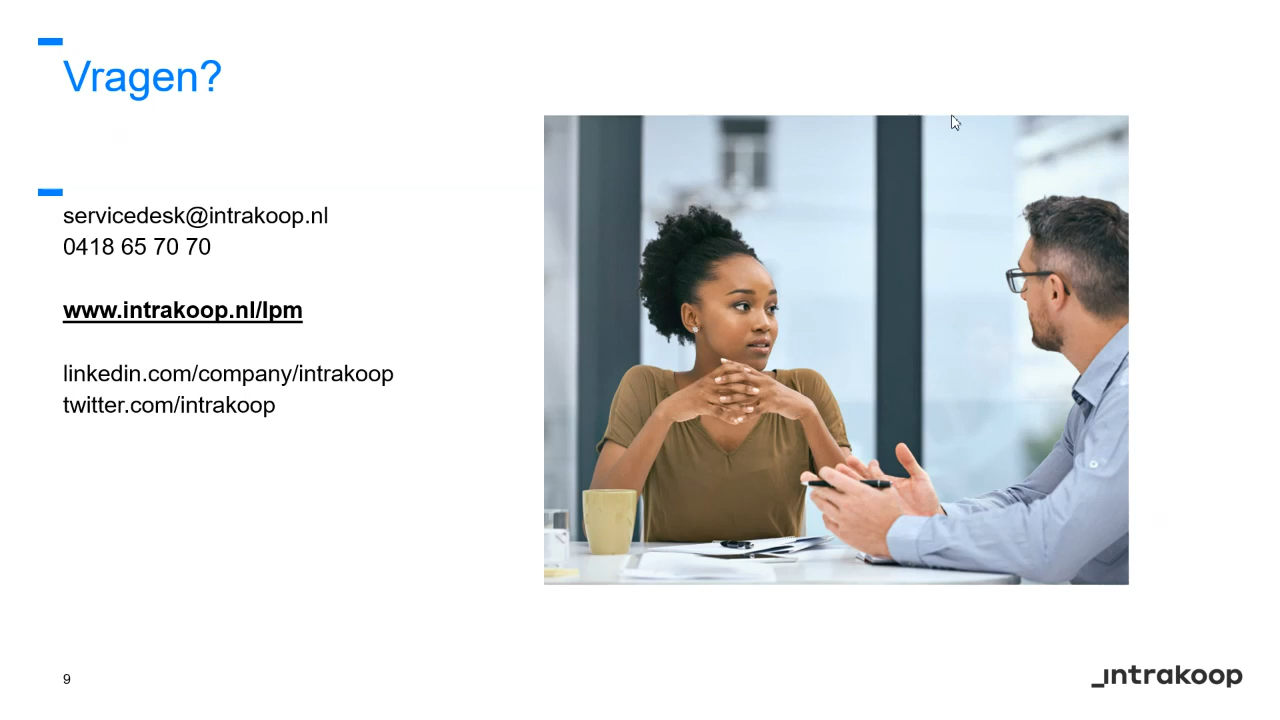 Vragen?
servicedesk@intrakoop.nl
0418 65 70 70
www.intrakoop.nl/lpm
linkedin.com/company/intrakoop
twitter.com/intrakoop
9
_intrakoop